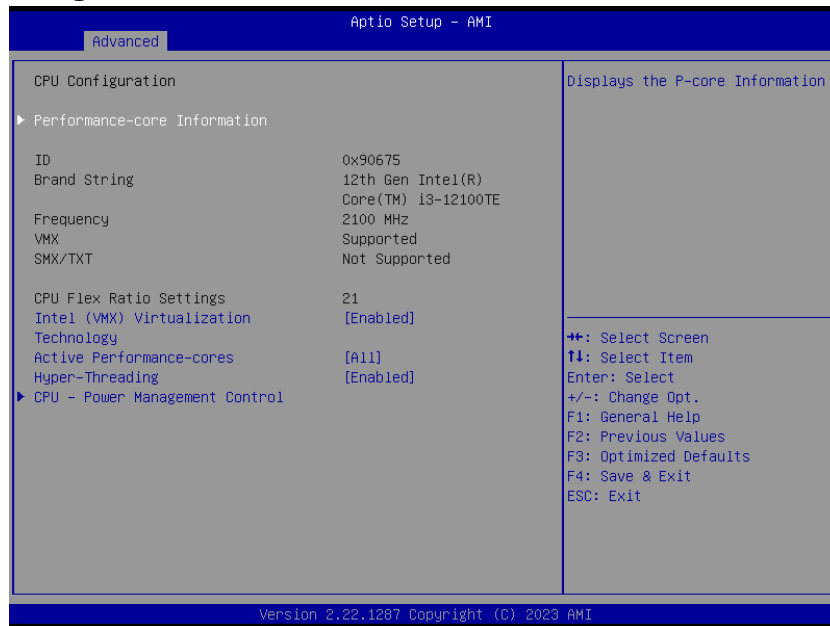 Aptio Setup - AMI
Advanced
CPU Configuration
Performance-core Information
ID 0x90675
Brand String 12th Gen Intel(R)
Core(TM) i3-12100TE
Frequency 2100 MHz
VMX Supported
SMX/TXT Not Supported
CPU Flex Ratio Settings 21
Intel (VMX) Virtualization [Enabled]
Technology
Active Performance-cores [All]
Hyper-Threading [Enabled]
CPU - Power Management Control
Displays the P-core Information
→←: Select Screen
↑↓: Select Item
Enter: Select
+/-: Change Opt.
F1: General Help
F2: Previous Values
F3: Optimized Defaults
F4: Save & Exit
ESC: Exit
Version 2.22.1287 Copyright (C) 2023 AMI